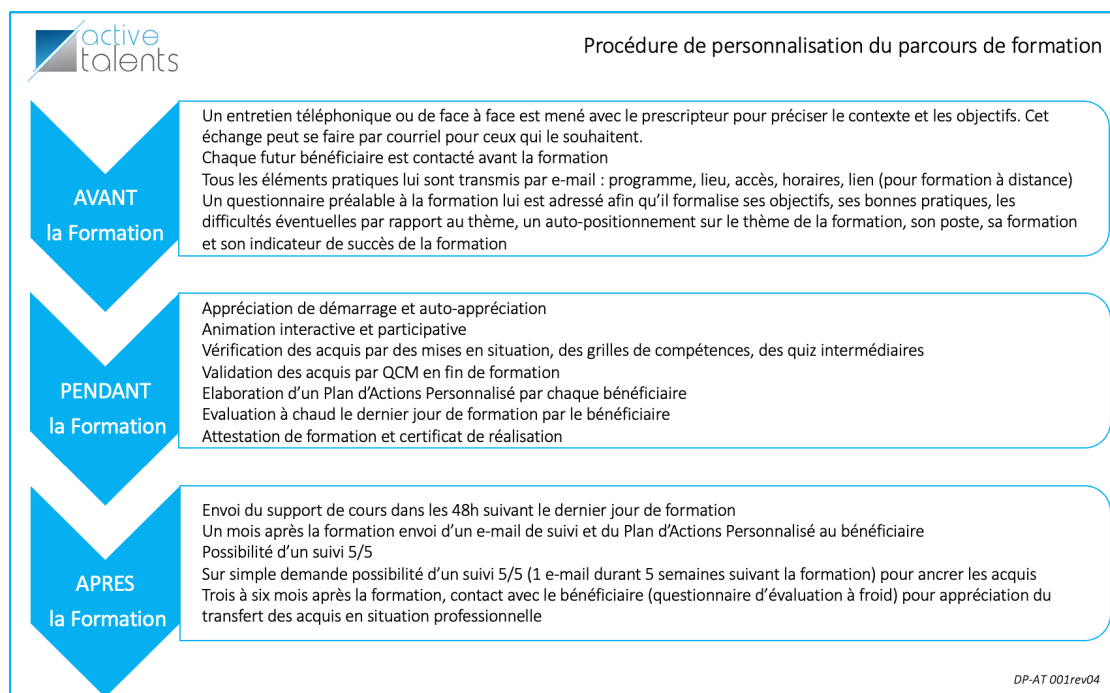 active
talents
Procédure de personnalisation du parcours de formation
AVANT
la Formation
Un entretien téléphonique ou de face à face est mené avec le prescripteur pour préciser le contexte et les objectifs. Cet
échange peut se faire par courriel pour ceux qui le souhaitent.
Chaque futur bénéficiaire est contacté avant la formation
Tous les éléments pratiques lui sont transmis par e-mail : programme, lieu, accès, horaires, lien (pour formation à distance)
Un questionnaire préalable à la formation lui est adressé afin qu'il formalise ses objectifs, ses bonnes pratiques, les
difficultés éventuelles par rapport au thème, un auto-positionnement sur le thème de la formation, son poste, sa formation
et son indicateur de succès de la formation
PENDANT
la Formation
Appréciation de démarrage et auto-appréciation
Animation interactive et participative
Vérification des acquis par des mises en situation, des grilles de compétences, des quiz intermédiaires
Validation des acquis par QCM en fin de formation
Elaboration d'un Plan d'Actions Personnalisé par chaque bénéficiaire
Evaluation à chaud le dernier jour de formation par le bénéficiaire
Attestation de formation et certificat de réalisation
APRES
la Formation
Envoi du support de cours dans les 48h suivant le dernier jour de formation
Un mois après la formation envoi d'un e-mail de suivi et du Plan d'Actions Personnalisé au bénéficiaire
Possibilité d'un suivi 5/5
Sur simple demande possibilité d'un suivi 5/5 (1 e-mail durant 5 semaines suivant la formation) pour ancrer les acquis
Trois à six mois après la formation, contact avec le bénéficiaire (questionnaire d'évaluation à froid) pour appréciation du
transfert des acquis en situation professionnelle
DP-AT 001rev04